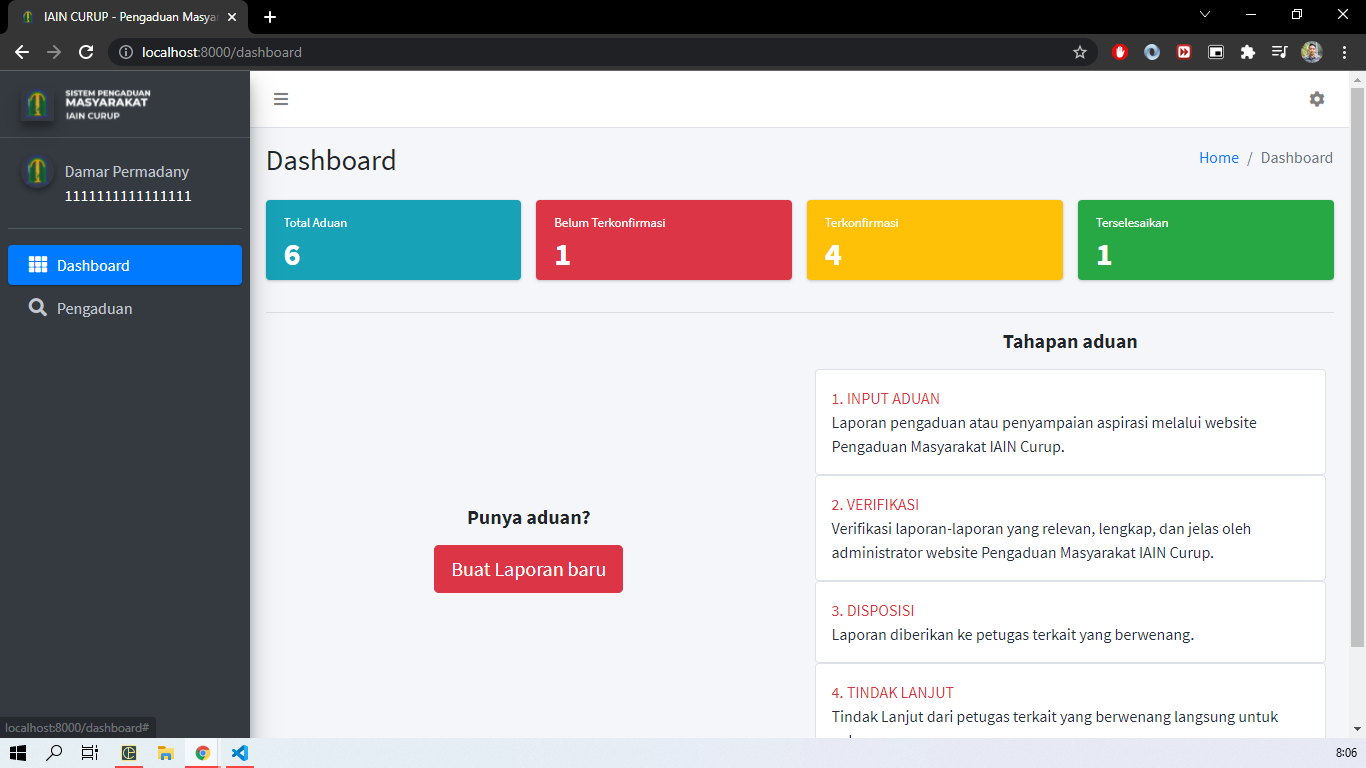 IAIN CURUP - Pengaduan Masya
localhost:8000/dashboard
SISTEM PENGADUAN
MASYARAKAT
IAIN CURUP
Damar Permadany
1111111111111111
Dashboard
Pengaduan
Dashboard
Home / Dashboard
Total Aduan
6
Belum Terkonfirmasi
1
Terkonfirmasi
4
Terselesaikan
1
Punya aduan?
Buat Laporan baru
Tahapan aduan
1. INPUT ADUAN
Laporan pengaduan atau penyampaian aspirasi melalui website
Pengaduan Masyarakat IAIN Curup.
2. VERIFIKASI
Verifikasi laporan-laporan yang relevan, lengkap, dan jelas oleh
administrator website Pengaduan Masyarakat IAIN Curup.
3. DISPOSISI
Laporan diberikan ke petugas terkait yang berwenang.
4. TINDAK LANJUT
Tindak Lanjut dari petugas terkait yang berwenang langsung untuk
localhost:8000/dashboard#
8:06